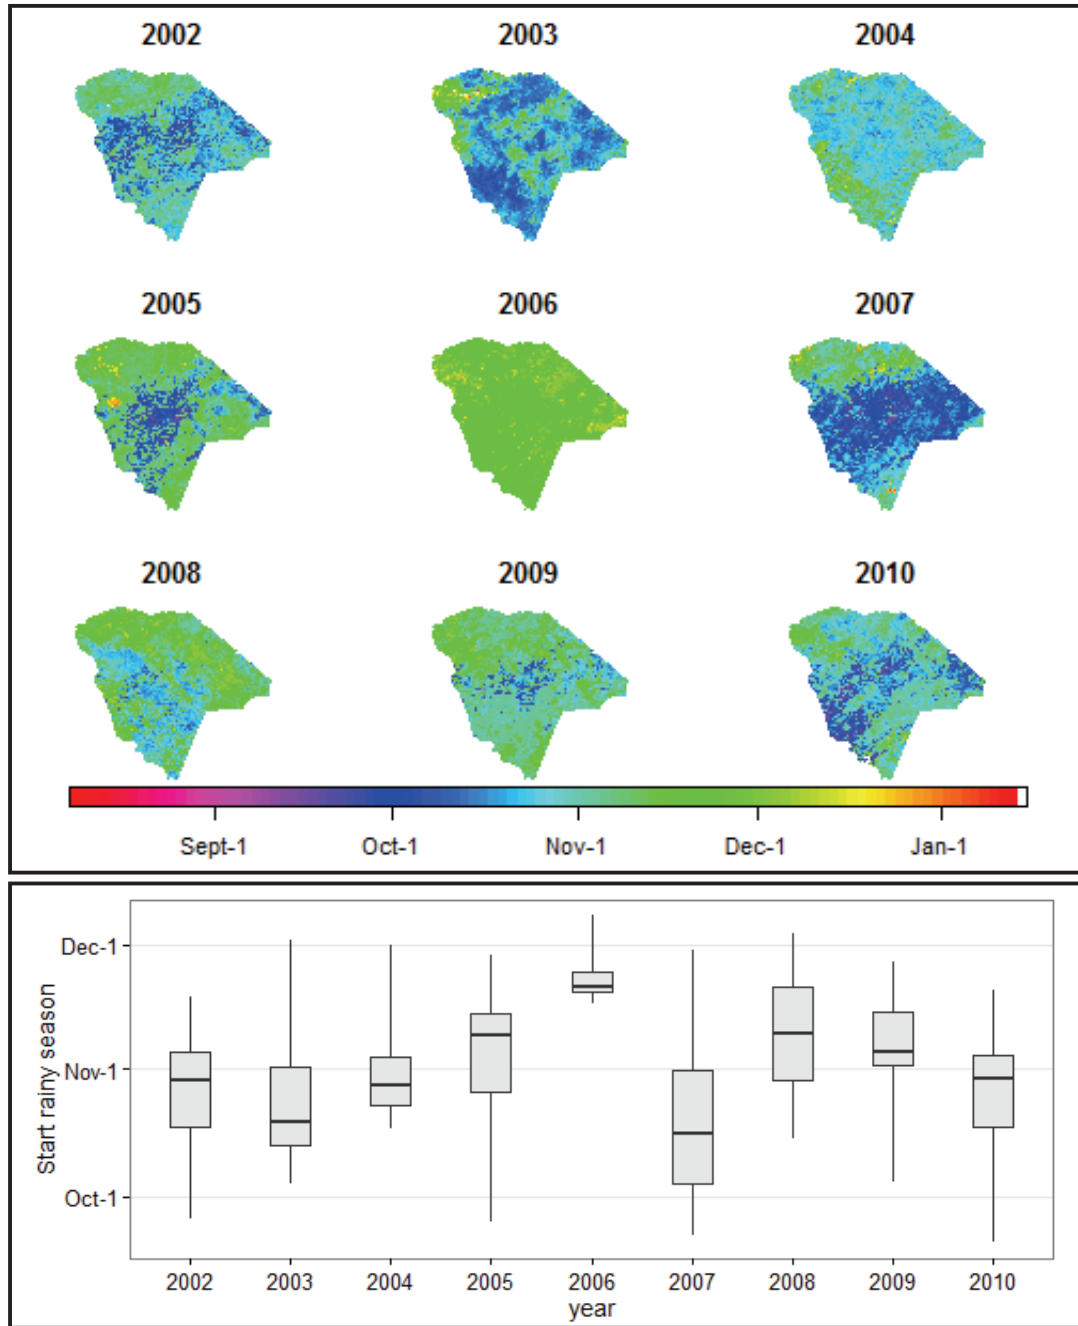 2002 2003 2004
2005 2006 2007
2008 2009 2010
Sept-1 Oct-1 Nov-1 Dec-1 Jan-1
Dec-1
Nov-1
Oct-1
Start rainy season
2002 2003 2004 2005 2006 2007 2008 2009 2010
year